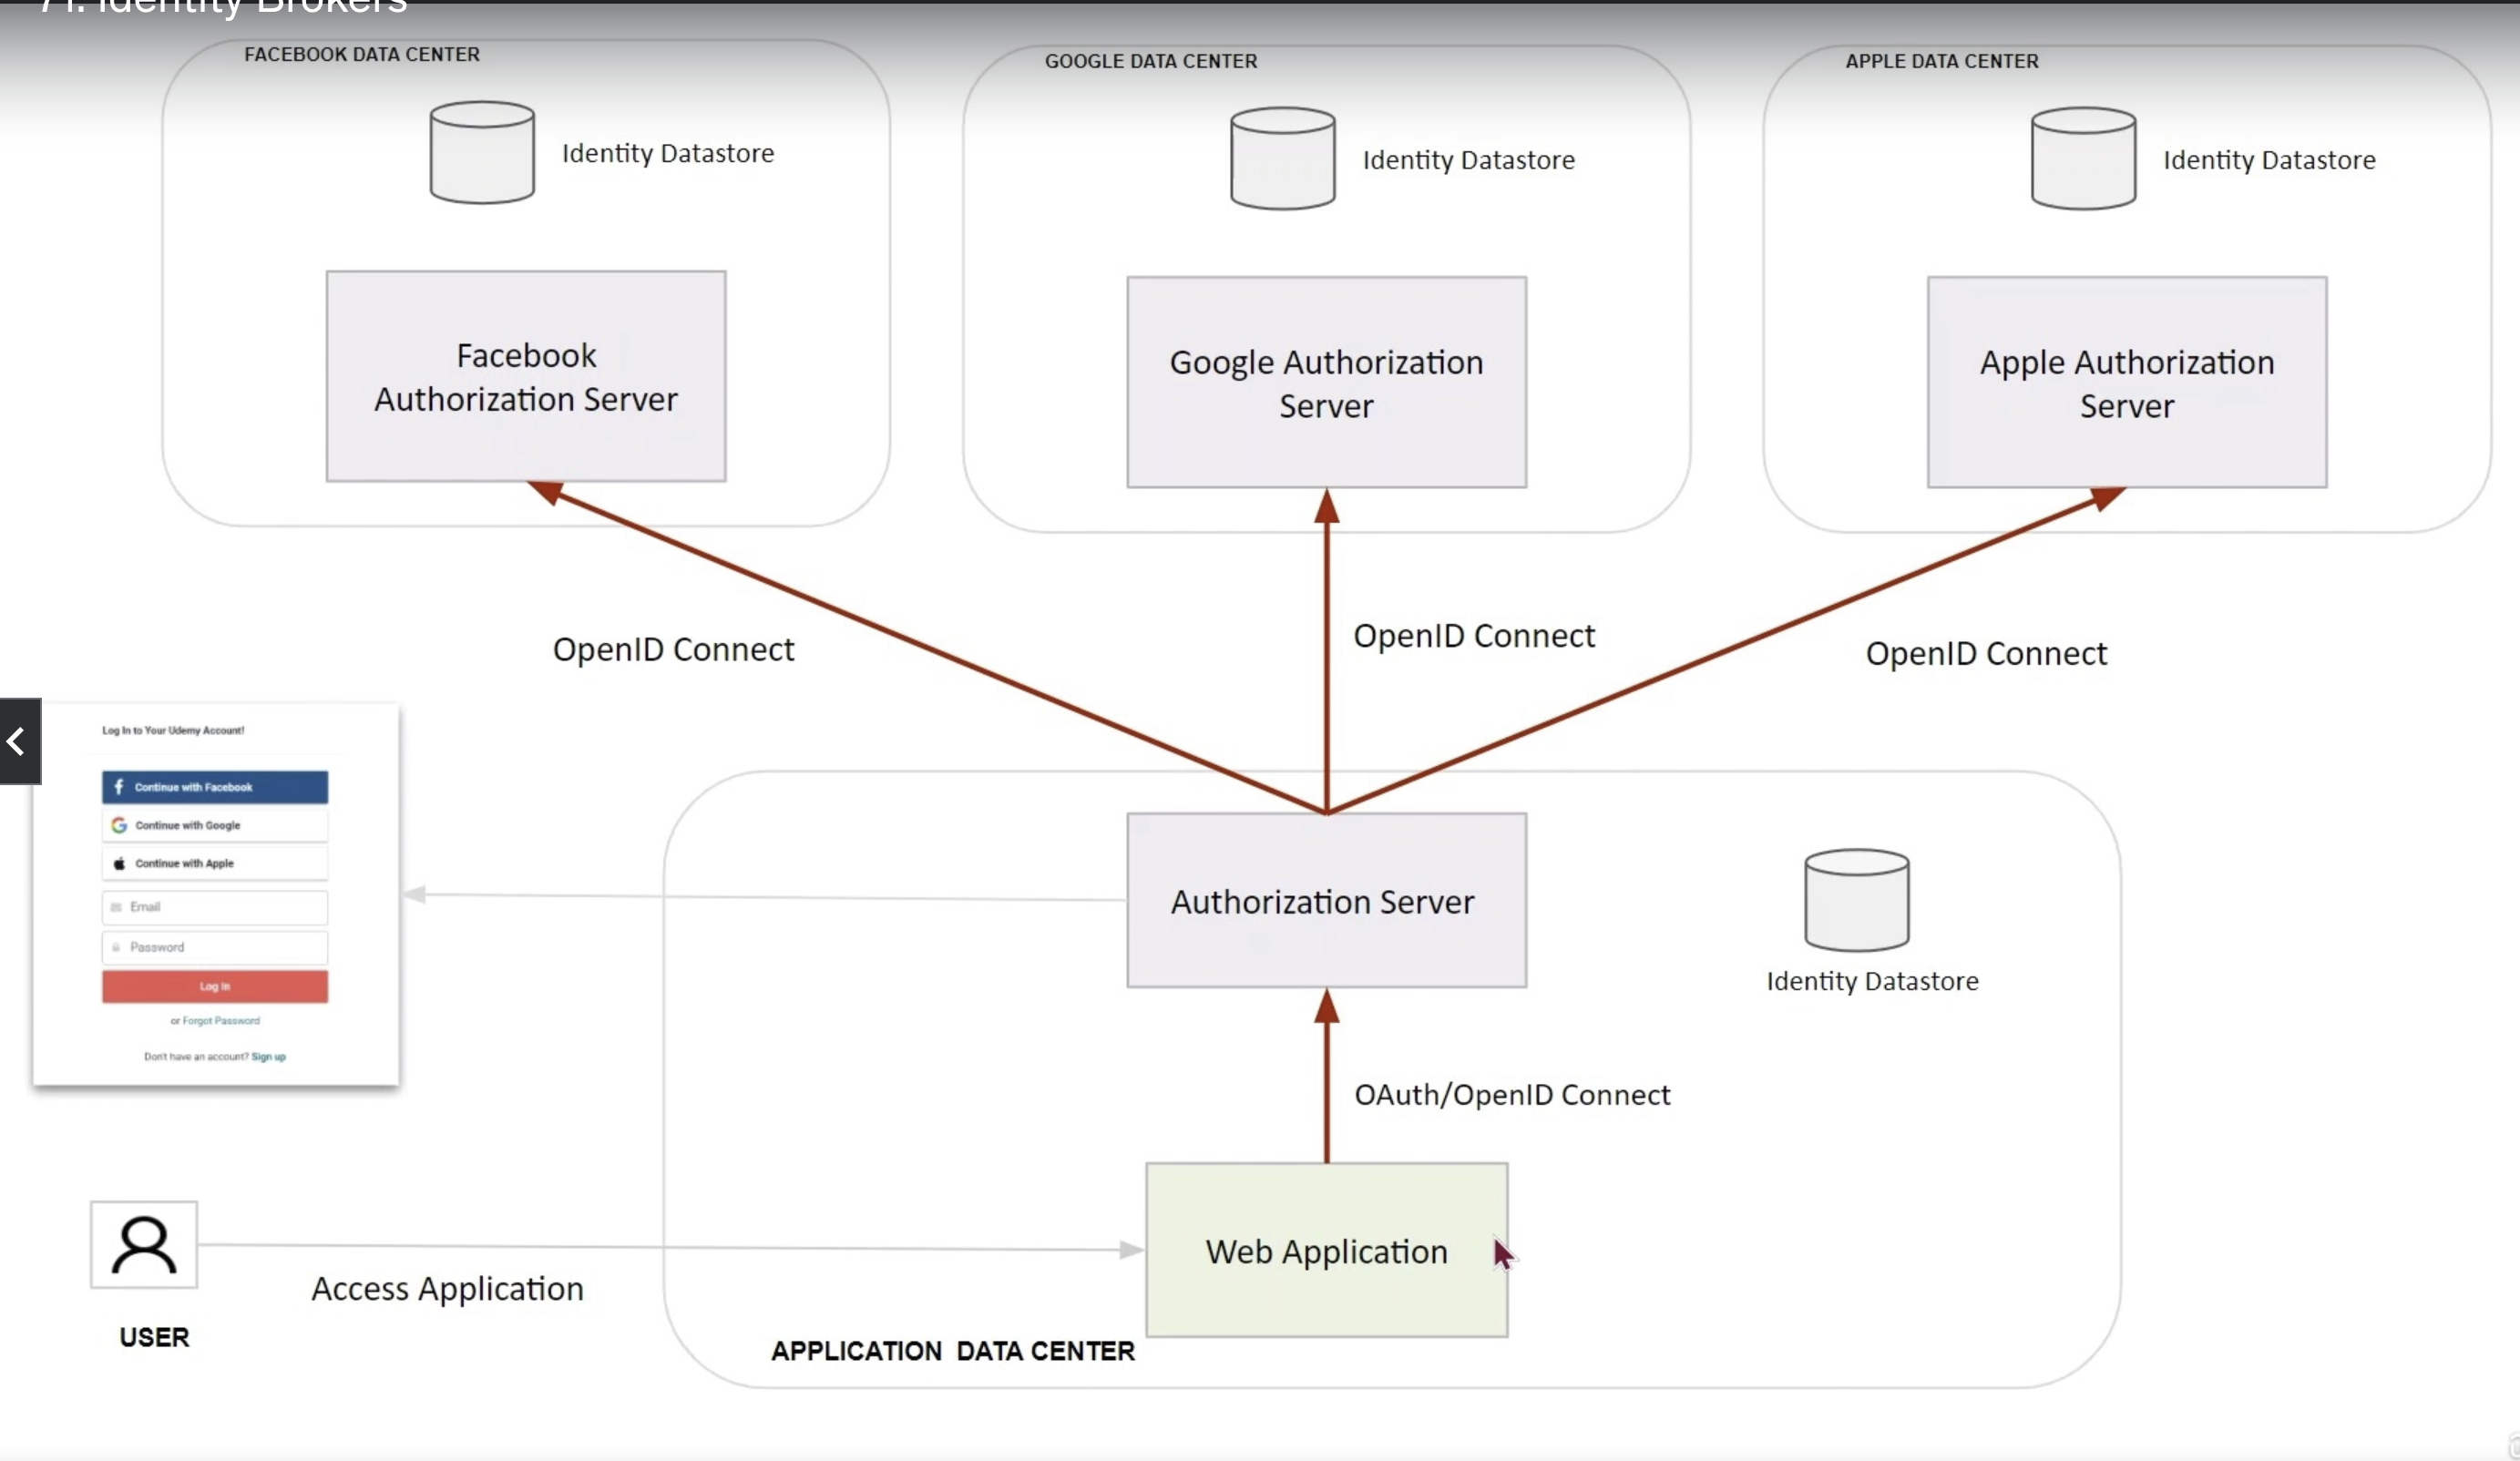 71. Identity Brokers
FACEBOOK DATA CENTER
GOOGLE DATA CENTER
APPLE DATA CENTER
Identity Datastore
Identity Datastore
Identity Datastore
Facebook
Authorization Server
Google Authorization
Server
Apple Authorization
Server
OpenID Connect
OpenID Connect
OpenID Connect
Log In to Your Udemy Account!
Continue with Facebook
Continue with Google
Continue with Apple
Email
Password
Log In
or Forgot Password
Don't have an account? Sign up
Authorization Server
Identity Datastore
OAuth/OpenID Connect
Web Application
Access Application
USER
APPLICATION DATA CENTER